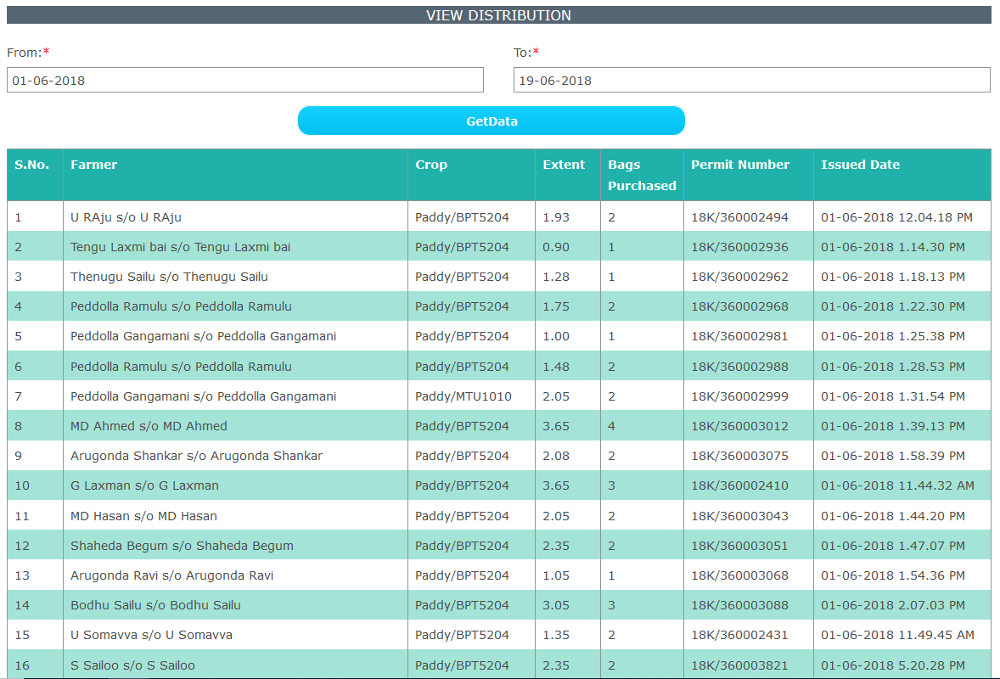 VIEW DISTRIBUTION
From:* To:*
01-06-2018 19-06-2018
GetData
S.No. Farmer Crop Extent Bags Purchased Permit Number Issued Date
1 U RAju s/o U RAju Paddy/BPT5204 1.93 2 18K/360002494 01-06-2018 12.04.18 PM
2 Tengu Laxmi bai s/o Tengu Laxmi bai Paddy/BPT5204 0.90 1 18K/360002936 01-06-2018 1.14.30 PM
3 Thenugu Sailu s/o Thenugu Sailu Paddy/BPT5204 1.28 1 18K/360002962 01-06-2018 1.18.13 PM
4 Peddolla Ramulu s/o Peddolla Ramulu Paddy/BPT5204 1.75 2 18K/360002968 01-06-2018 1.22.30 PM
5 Peddolla Gangamani s/o Peddolla Gangamani Paddy/BPT5204 1.00 1 18K/360002981 01-06-2018 1.25.38 PM
6 Peddolla Ramulu s/o Peddolla Ramulu Paddy/BPT5204 1.48 2 18K/360002988 01-06-2018 1.28.53 PM
7 Peddolla Gangamani s/o Peddolla Gangamani Paddy/MTU1010 2.05 2 18K/360002999 01-06-2018 1.31.54 PM
8 MD Ahmed s/o MD Ahmed Paddy/BPT5204 3.65 4 18K/360003012 01-06-2018 1.39.13 PM
9 Arugonda Shankar s/o Arugonda Shankar Paddy/BPT5204 2.08 2 18K/360003075 01-06-2018 1.58.39 PM
10 G Laxman s/o G Laxman Paddy/BPT5204 3.65 3 18K/360002410 01-06-2018 11.44.32 AM
11 MD Hasan s/o MD Hasan Paddy/BPT5204 2.05 2 18K/360003043 01-06-2018 1.44.20 PM
12 Shaheda Begum s/o Shaheda Begum Paddy/BPT5204 2.35 2 18K/360003051 01-06-2018 1.47.07 PM
13 Arugonda Ravi s/o Arugonda Ravi Paddy/BPT5204 1.05 1 18K/360003068 01-06-2018 1.54.36 PM
14 Bodhu Sailu s/o Bodhu Sailu Paddy/BPT5204 3.05 3 18K/360003088 01-06-2018 2.07.03 PM
15 U Somavva s/o U Somavva Paddy/BPT5204 1.35 2 18K/360002431 01-06-2018 11.49.45 AM
16 S Sailoo s/o S Sailoo Paddy/BPT5204 2.35 2 18K/360003821 01-06-2018 5.20.28 PM